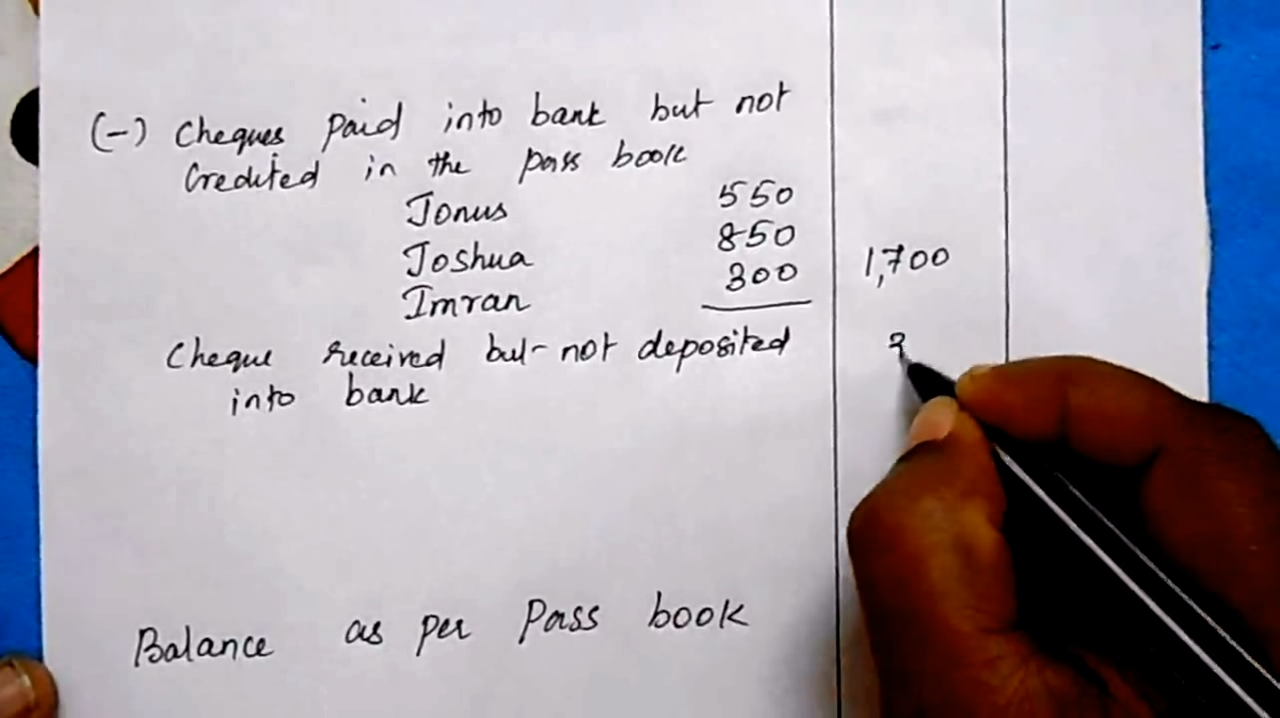 (-) Cheques Paid into bank but not
Credited in the pass book
Jonus 550
Joshua 850
Imran 300 1,700
Cheque received but not deposited
into bank
Balance as per Pass book